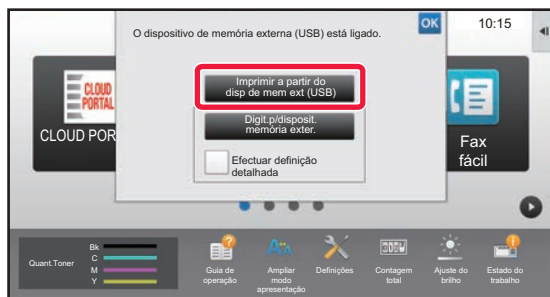 O dispositivo de memória externa (USB) está ligado.
OK
10:15
Imprimir a partir do
disp de mem ext (USB)
Digit.p/disposit.
memória exter.
Efectuar definição
detalhada
CLOUD
PORTAL
CLOUD POR
Fax
fácil
Quant.Toner
Bk
C
M
Y
Guia de
operação
Ampliar
modo
apresentação
Definições
Contagem
total
Ajuste do
brilho
Estado do
trabalho